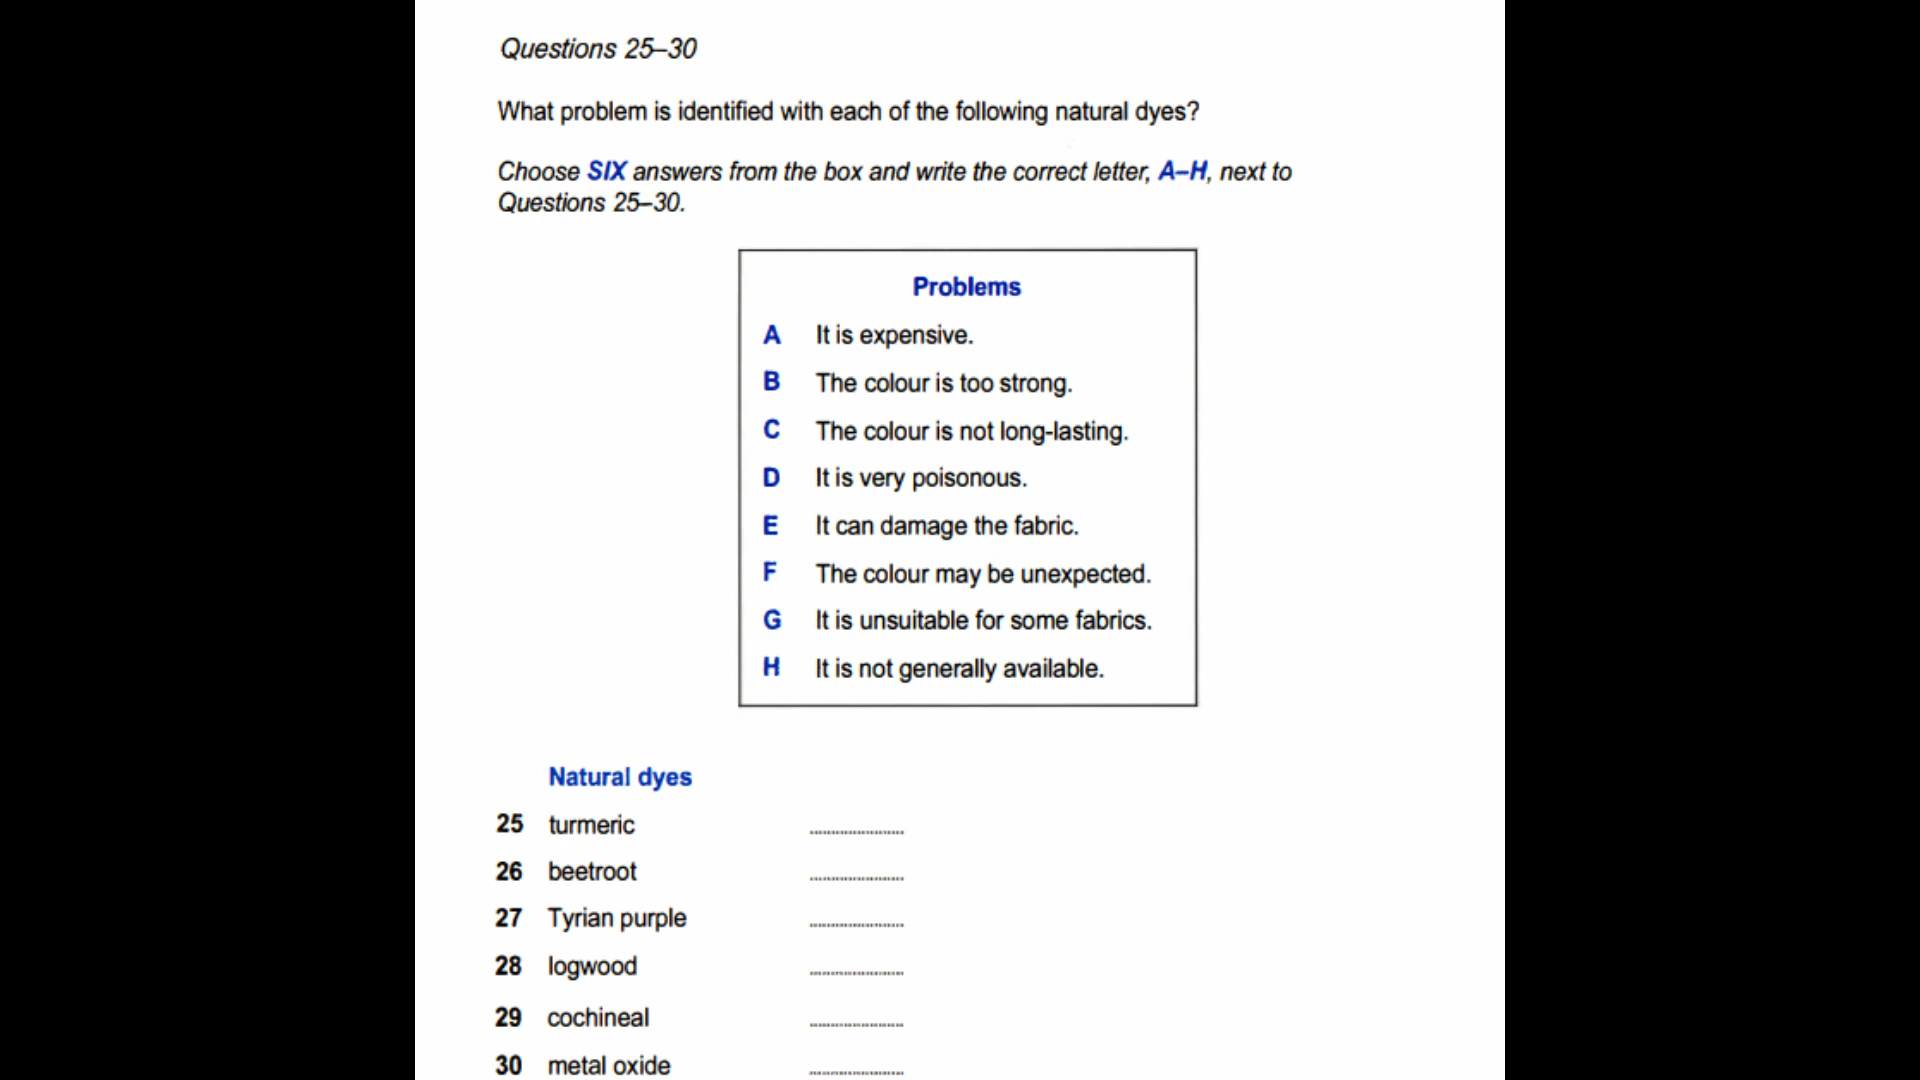 Questions 25–30
What problem is identified with each of the following natural dyes?
Choose SIX answers from the box and write the correct letter, A–H, next to
Questions 25–30.
Problems
A It is expensive.
B The colour is too strong.
C The colour is not long-lasting.
D It is very poisonous.
E It can damage the fabric.
F The colour may be unexpected.
G It is unsuitable for some fabrics.
H It is not generally available.
Natural dyes
25 turmeric ......................
26 beetroot ......................
27 Tyrian purple ......................
28 logwood ......................
29 cochineal ......................
30 metal oxide ......................